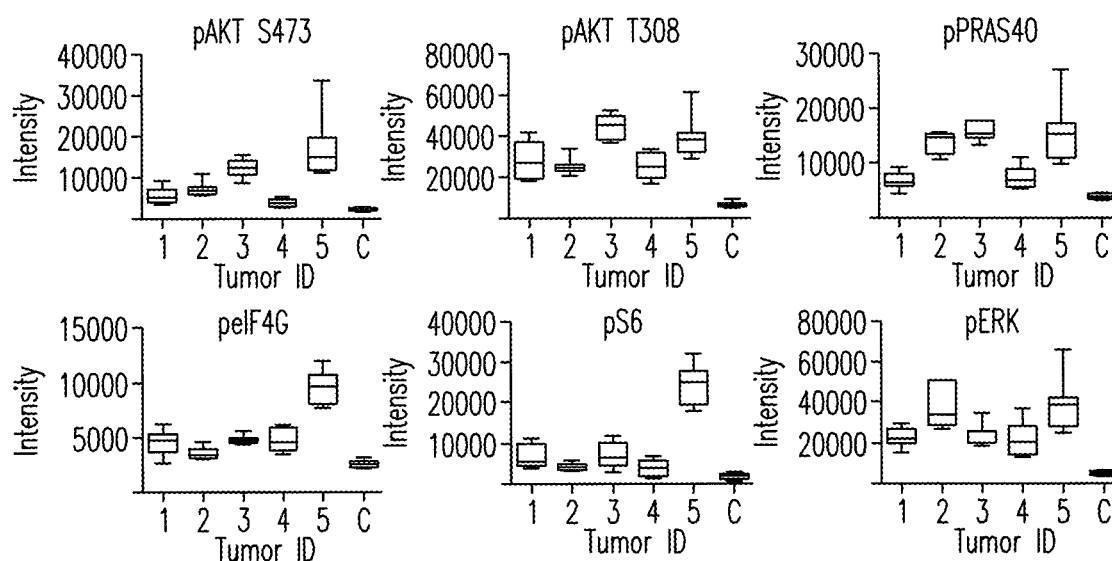 pAKT S473
40000
30000
20000
10000
Intensity
1 2 3 4 5 C
Tumor ID
pAKT T308
80000
60000
40000
20000
Intensity
1 2 3 4 5 C
Tumor ID
pPRAS40
30000
20000
10000
Intensity
1 2 3 4 5 C
Tumor ID
peIF4G
15000
10000
5000
Intensity
1 2 3 4 5 C
Tumor ID
pS6
40000
30000
20000
10000
Intensity
1 2 3 4 5 C
Tumor ID
pERK
80000
60000
40000
20000
Intensity
1 2 3 4 5 C
Tumor ID